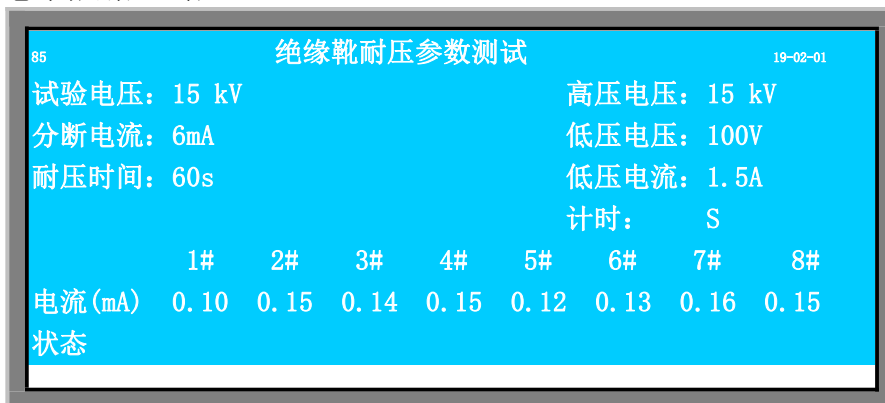 85 绝缘靴耐压参数测试 19-02-01
试验电压: 15 kV 高压电压: 15 kV
分断电流: 6mA 低压电压: 100V
耐压时间: 60s 低压电流: 1.5A
计时: S
1# 2# 3# 4# 5# 6# 7# 8#
电流(mA) 0.10 0.15 0.14 0.15 0.12 0.13 0.16 0.15
状态